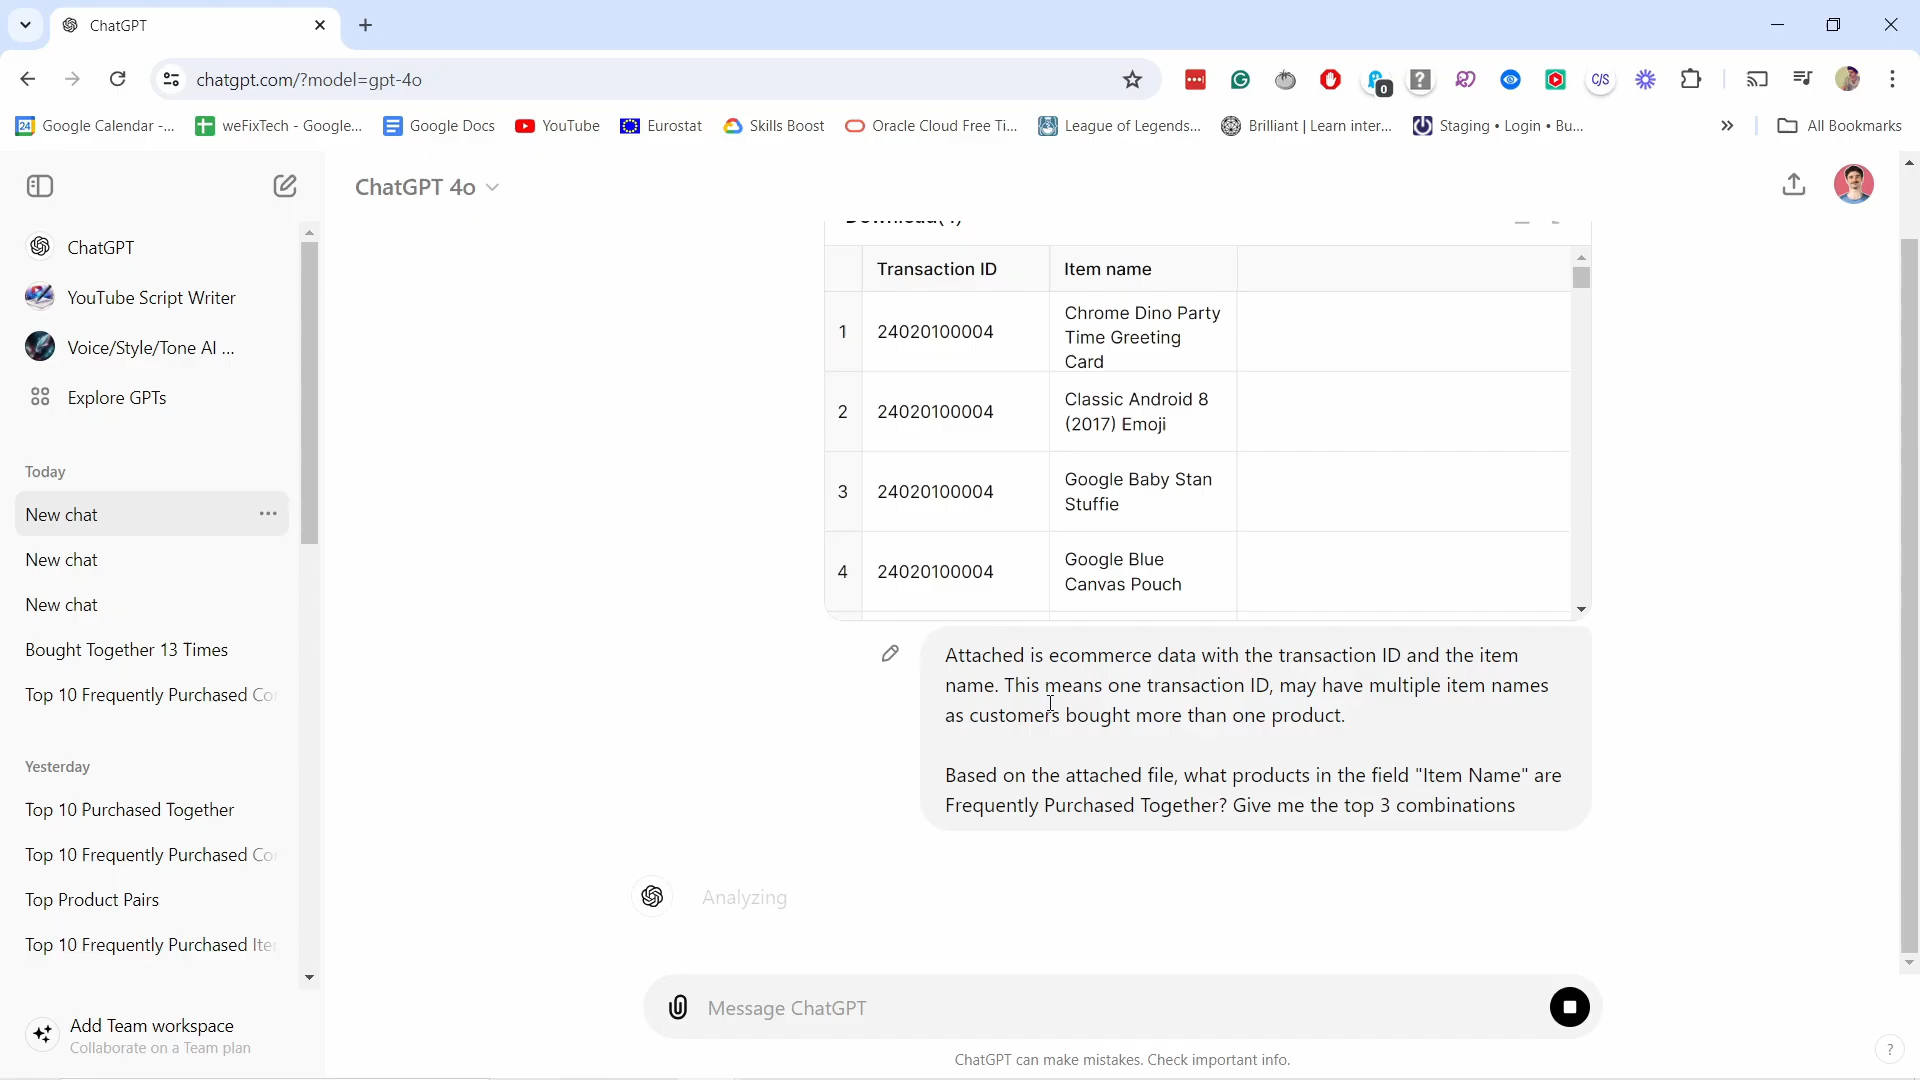 ChatGPT
chatgpt.com/?model=gpt-4o
0
C/S
24 Google Calendar -...
weFixTech - Google...
Google Docs
YouTube
Eurostat
Skills Boost
Oracle Cloud Free Ti...
League of Legends...
Brilliant | Learn inter...
Staging • Login • Bu...
All Bookmarks
ChatGPT 4o
ChatGPT
YouTube Script Writer
Voice/Style/Tone AI ...
Explore GPTs
Today
New chat
New chat
New chat
Bought Together 13 Times
Top 10 Frequently Purchased Co
Yesterday
Top 10 Purchased Together
Top 10 Frequently Purchased Co
Top Product Pairs
Top 10 Frequently Purchased Ite
Add Team workspace
Collaborate on a Team plan
Transaction ID Item name
1 24020100004 Chrome Dino Party
Time Greeting
Card
2 24020100004 Classic Android 8
(2017) Emoji
3 24020100004 Google Baby Stan
Stuffie
4 24020100004 Google Blue
Canvas Pouch
Attached is ecommerce data with the transaction ID and the item
name. This means one transaction ID, may have multiple item names
as customers bought more than one product.
Based on the attached file, what products in the field "Item Name" are
Frequently Purchased Together? Give me the top 3 combinations
Analyzing
Message ChatGPT
ChatGPT can make mistakes. Check important info.
?